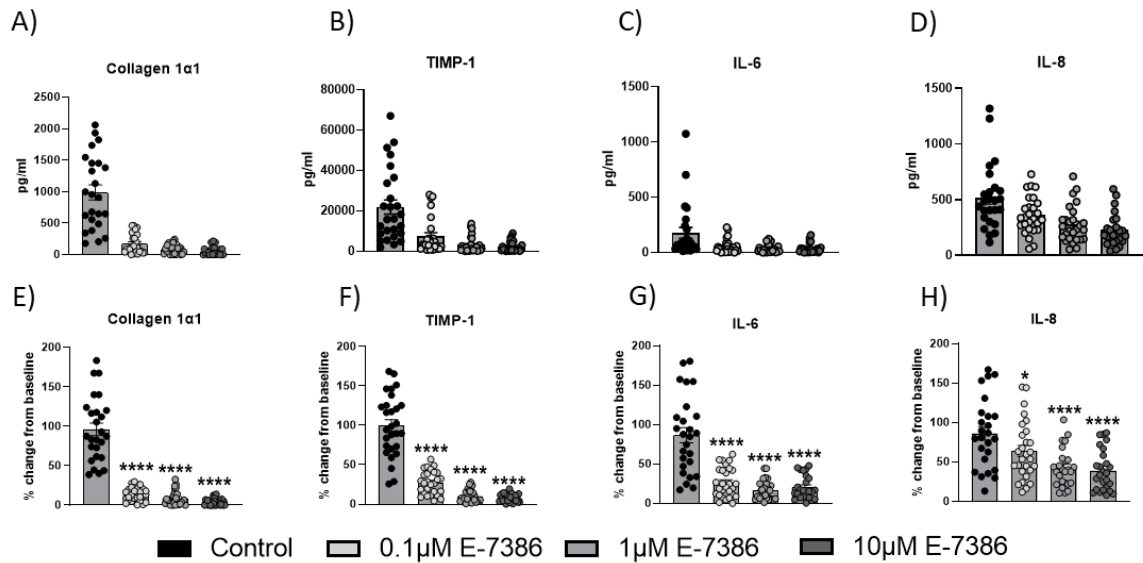 A)
B)
C)
D)
Collagen 1α1
TIMP-1
IL-6
IL-8
pg/ml
2500
2000
1500
1000
500
0
pg/ml
80000
60000
40000
20000
0
pg/ml
1500
1000
500
0
pg/ml
1500
1000
500
0
E)
F)
G)
H)
Collagen 1α1
TIMP-1
IL-6
IL-8
% change from baseline
200
150
100
50
0
**** **** ****
% change from baseline
200
150
100
50
0
**** **** ****
% change from baseline
200
150
100
50
0
**** **** ****
% change from baseline
200
150
100
50
0
* **** ****
Control 0.1μM E-7386 1μM E-7386 10μM E-7386